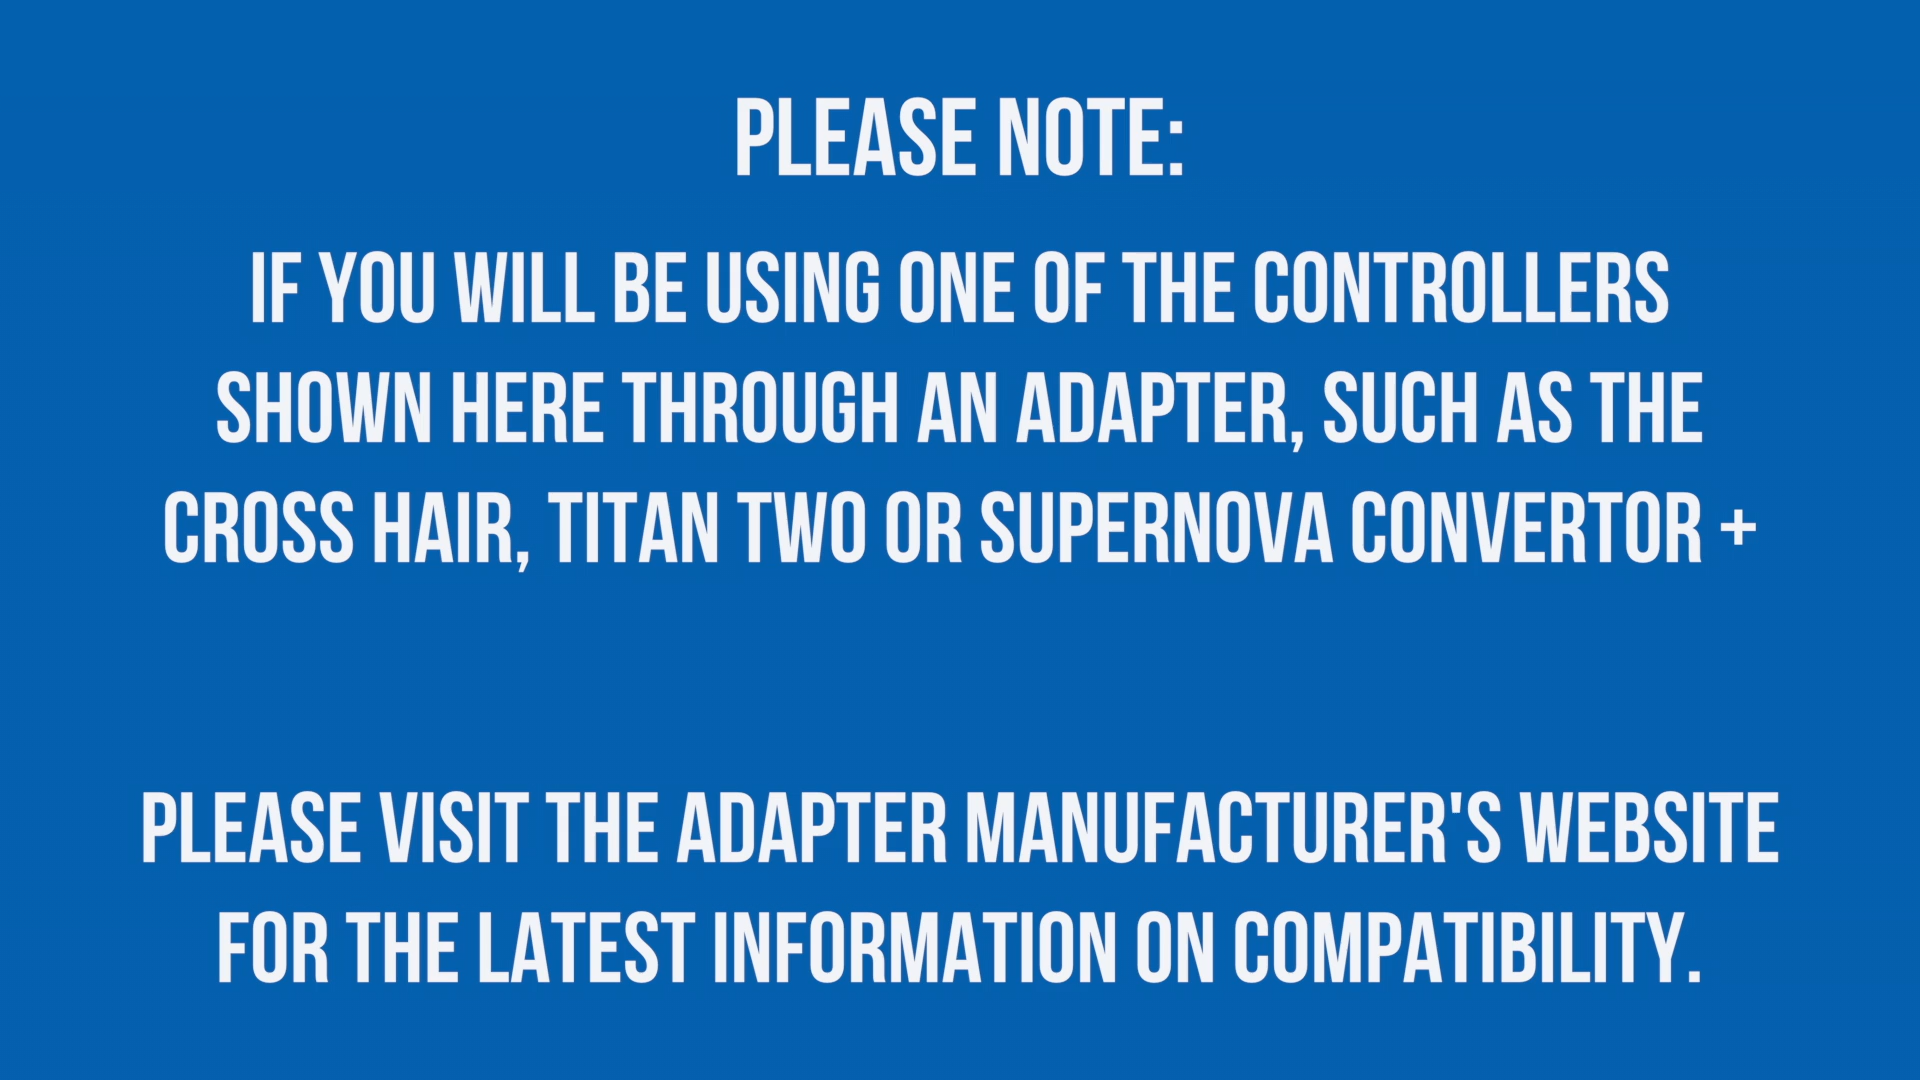 PLEASE NOTE:
IF YOU WILL BE USING ONE OF THE CONTROLLERS
SHOWN HERE THROUGH AN ADAPTER, SUCH AS THE
CROSS HAIR, TITAN TWO OR SUPERNOVA CONVERTOR +
PLEASE VISIT THE ADAPTER MANUFACTURER'S WEBSITE
FOR THE LATEST INFORMATION ON COMPATIBILITY.